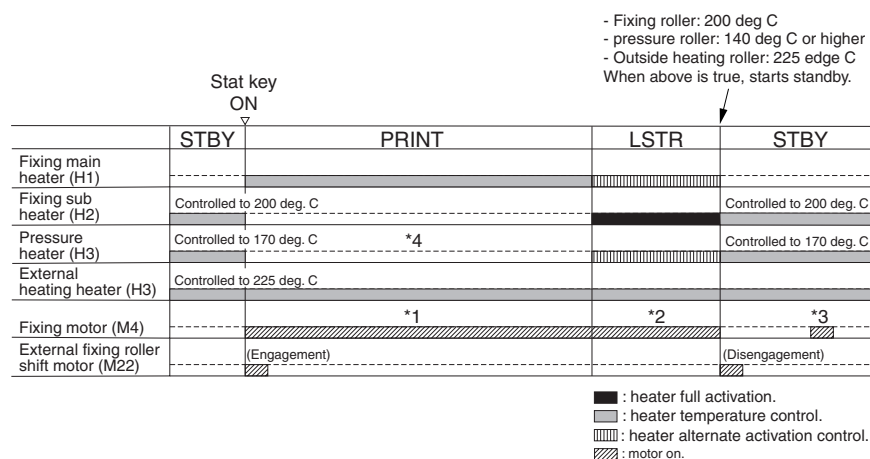 - Fixing roller: 200 deg C
- pressure roller: 140 deg C or higher
- Outside heating roller: 225 edge C
When above is true, starts standby.
Stat key
ON
STBY PRINT LSTR STBY
Fixing main
heater (H1)
Fixing sub
heater (H2)
Controlled to 200 deg. C Controlled to 200 deg. C
Pressure
heater (H3)
Controlled to 170 deg. C *4 Controlled to 170 deg. C
External
heating heater (H3)
Controlled to 225 deg. C
Fixing motor (M4) *1 *2 *3
External fixing roller
shift motor (M22)
(Engagement) (Disengagement)
: heater full activation.
: heater temperature control.
: heater alternate activation control.
: motor on.